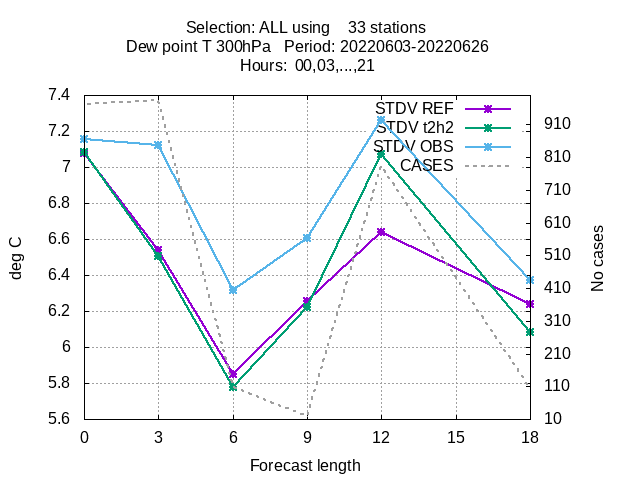 Selection: ALL using 33 stations
Dew point T 300hPa Period: 20220603-20220626
Hours: 00,03,...,21
7.4
7.2
7
6.8
6.6
6.4
6.2
6
5.8
5.6
deg C
STDV REF
STDV t2h2
STDV OBS
CASES
910
810
710
610
510
410
310
210
110
10
No cases
0 3 6 9 12 15 18
Forecast length